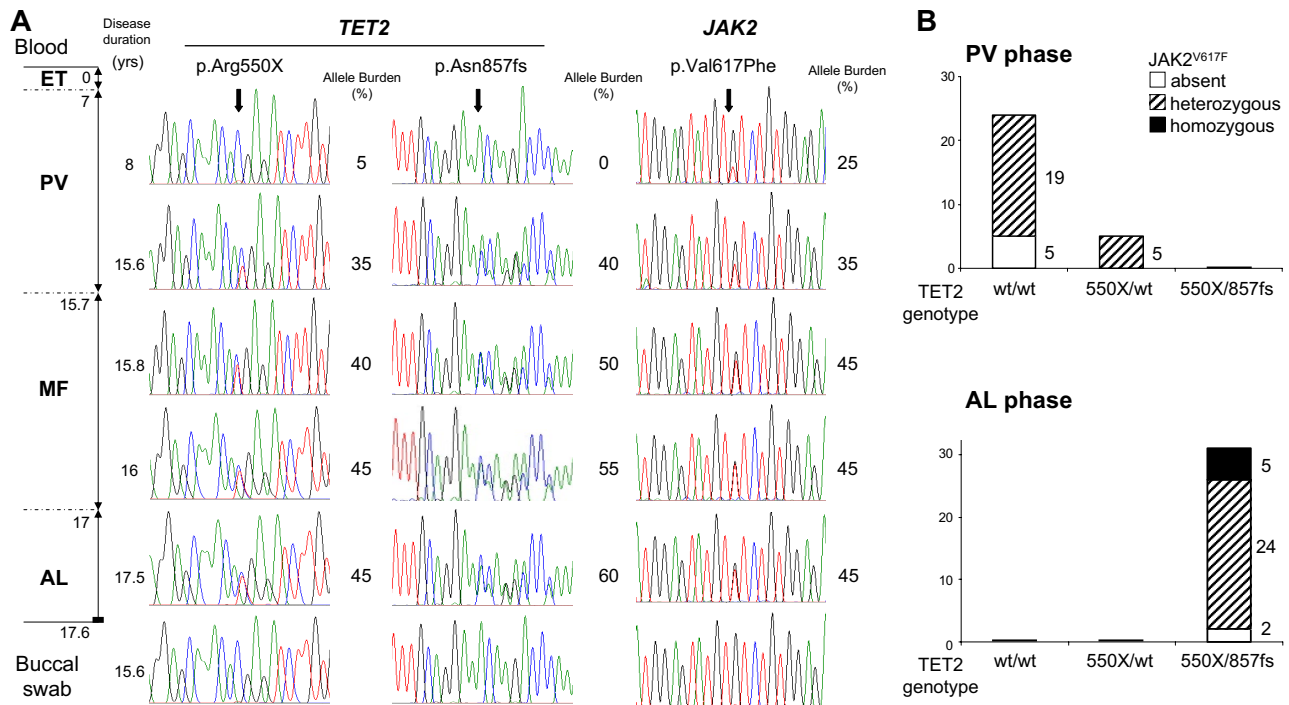 A
Disease
duration
(yrs)
TET2
JAK2
Blood
p.Arg550X
Allele Burden
(%)
p.Asn857fs
Allele Burden
(%)
p.Val617Phe
Allele Burden
(%)
ET
0
7
PV
8
5
0
25
15.6
35
40
35
15.7
MF
15.8
40
50
45
16
45
55
45
17
AL
17.5
45
60
45
17.6
Buccal
swab
15.6
B
PV phase
JAK2V617F
absent
heterozygous
homozygous
30
20
10
0
19
5
5
TET2
genotype
wt/wt
550X/wt
550X/857fs
AL phase
30
20
10
0
5
24
2
TET2
genotype
wt/wt
550X/wt
550X/857fs